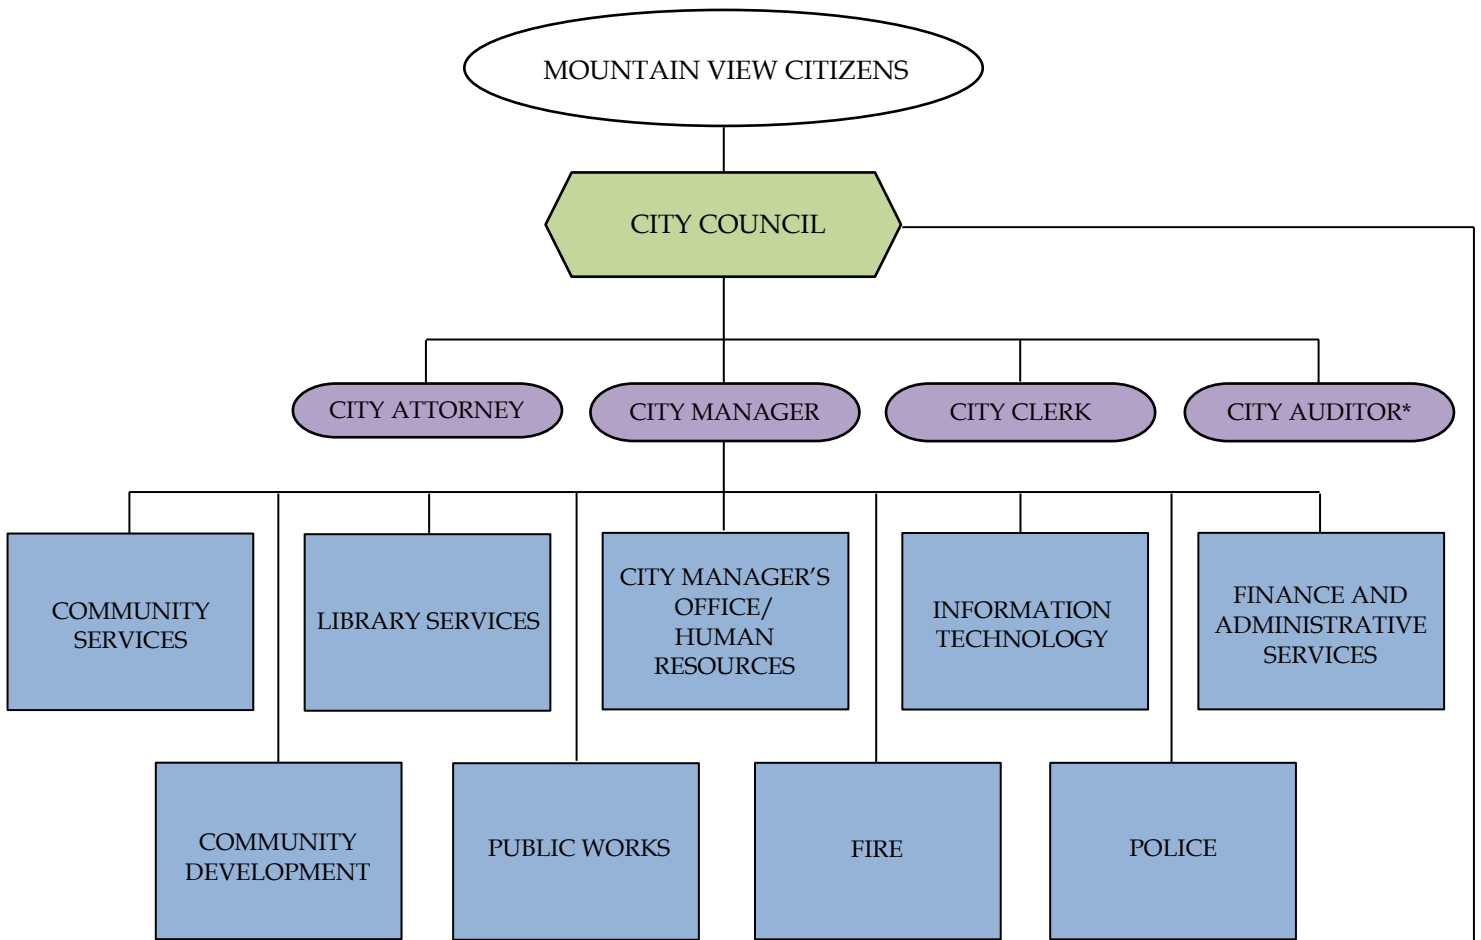 MOUNTAIN VIEW CITIZENS
CITY COUNCIL
CITY ATTORNEY
CITY MANAGER
CITY CLERK
CITY AUDITOR*
COMMUNITY
SERVICES
LIBRARY SERVICES
CITY MANAGER’S
OFFICE/
HUMAN
RESOURCES
INFORMATION
TECHNOLOGY
FINANCE AND
ADMINISTRATIVE
SERVICES
COMMUNITY
DEVELOPMENT
PUBLIC WORKS
FIRE
POLICE